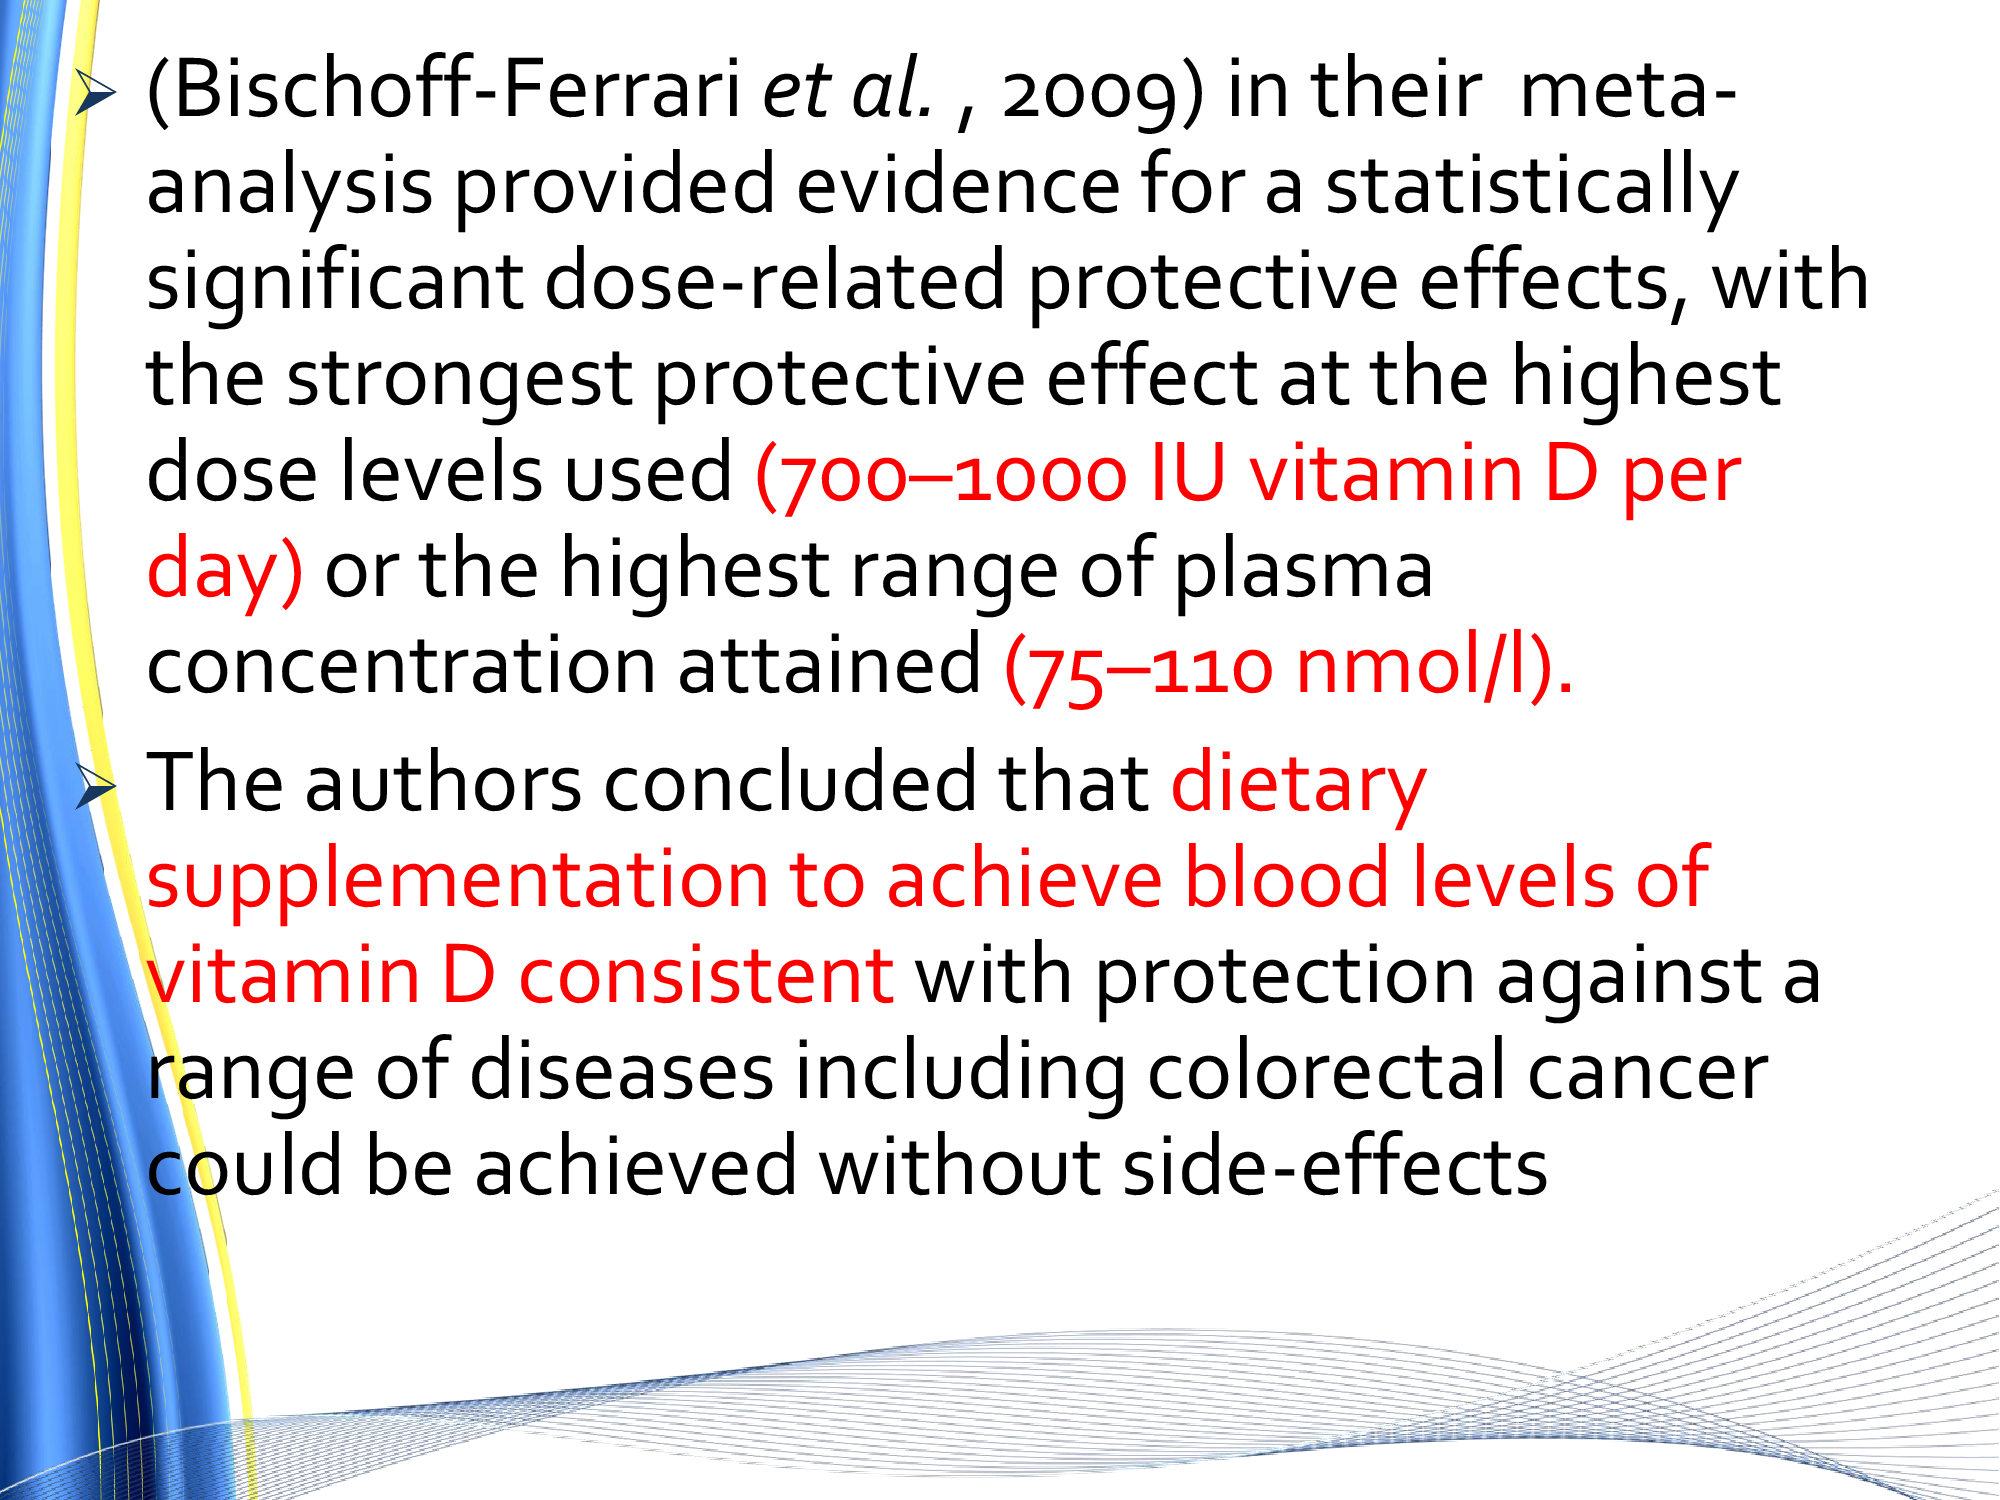 (Bischoff-Ferrari et al. , 2009) in their  meta-
analysis provided evidence for a statistically
significant dose-related protective effects, with
the strongest protective effect at the highest
dose levels used (700–1000 IU vitamin D per
day) or the highest range of plasma
concentration attained (75–110 nmol/l).
The authors concluded that dietary
supplementation to achieve blood levels of
vitamin D consistent with protection against a
range of diseases including colorectal cancer
could be achieved without side-effects